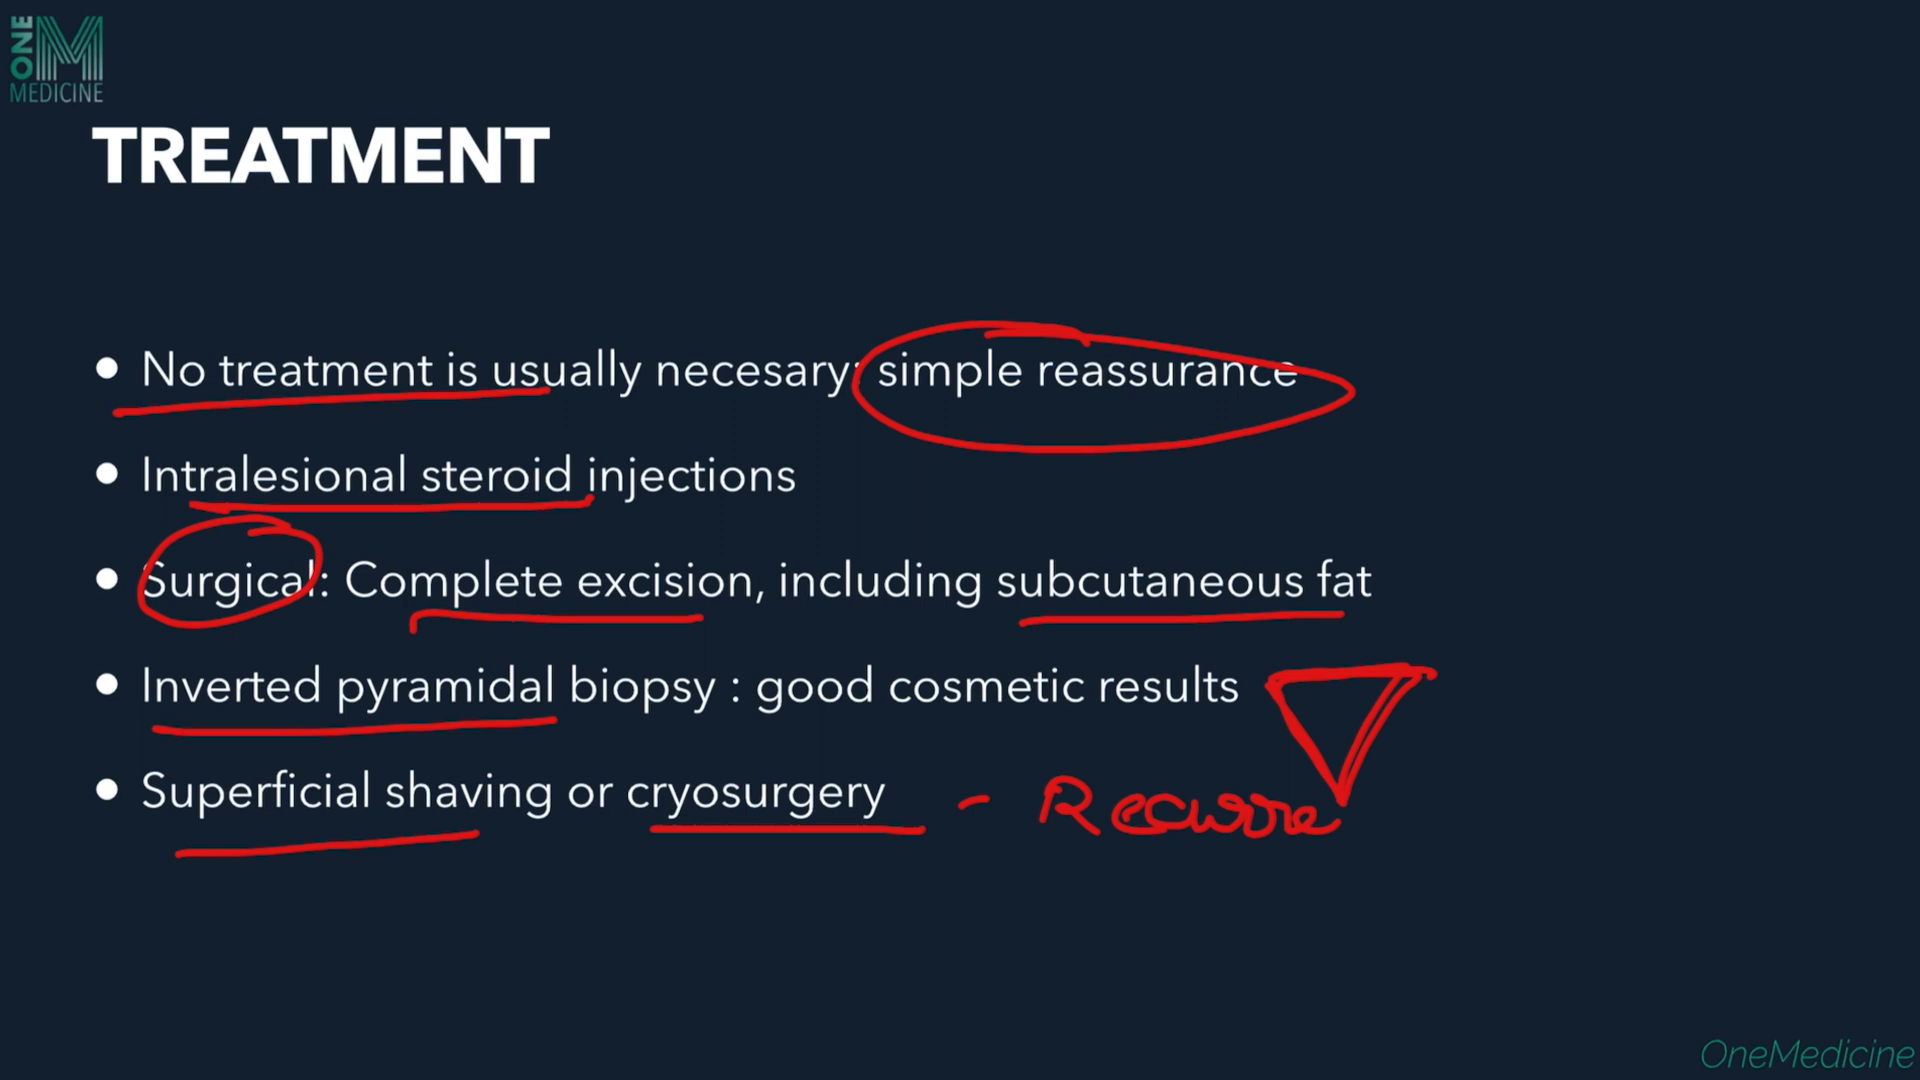 ONE
M
MEDICINE
TREATMENT
• No treatment is usually necesary: simple reassurance
• Intralesional steroid injections
• Surgical: Complete excision, including subcutaneous fat
• Inverted pyramidal biopsy : good cosmetic results
• Superficial shaving or cryosurgery -
OneMedicine